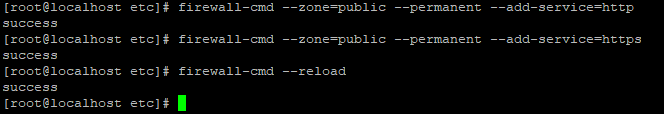 [root@localhost etc]# firewall-cmd --zone=public --permanent --add-service=http
success
[root@localhost etc]# firewall-cmd --zone=public --permanent --add-service=https
success
[root@localhost etc]# firewall-cmd --reload
success
[root@localhost etc]#